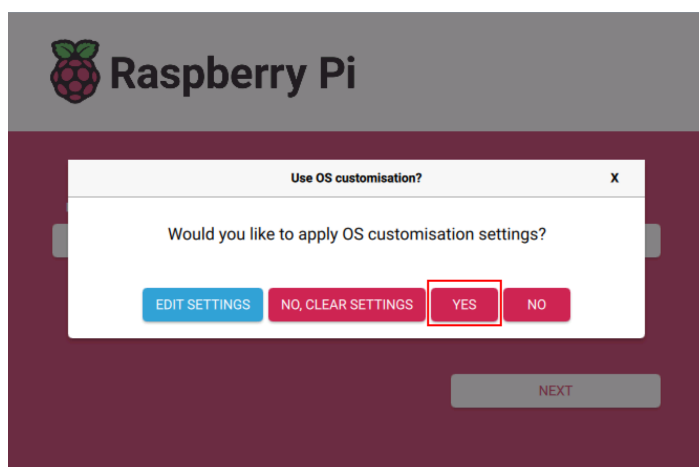 Raspberry Pi
Use OS customisation?
X
Would you like to apply OS customisation settings?
EDIT SETTINGS
NO, CLEAR SETTINGS
YES
NO
NEXT